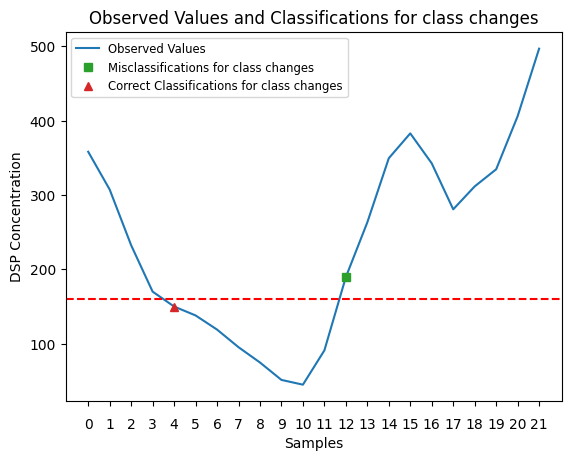 Observed Values and Classifications for class changes
Observed Values
Misclassifications for class changes
Correct Classifications for class changes
500
400
300
200
100
DSP Concentration
0 1 2 3 4 5 6 7 8 9 10 11 12 13 14 15 16 17 18 19 20 21
Samples